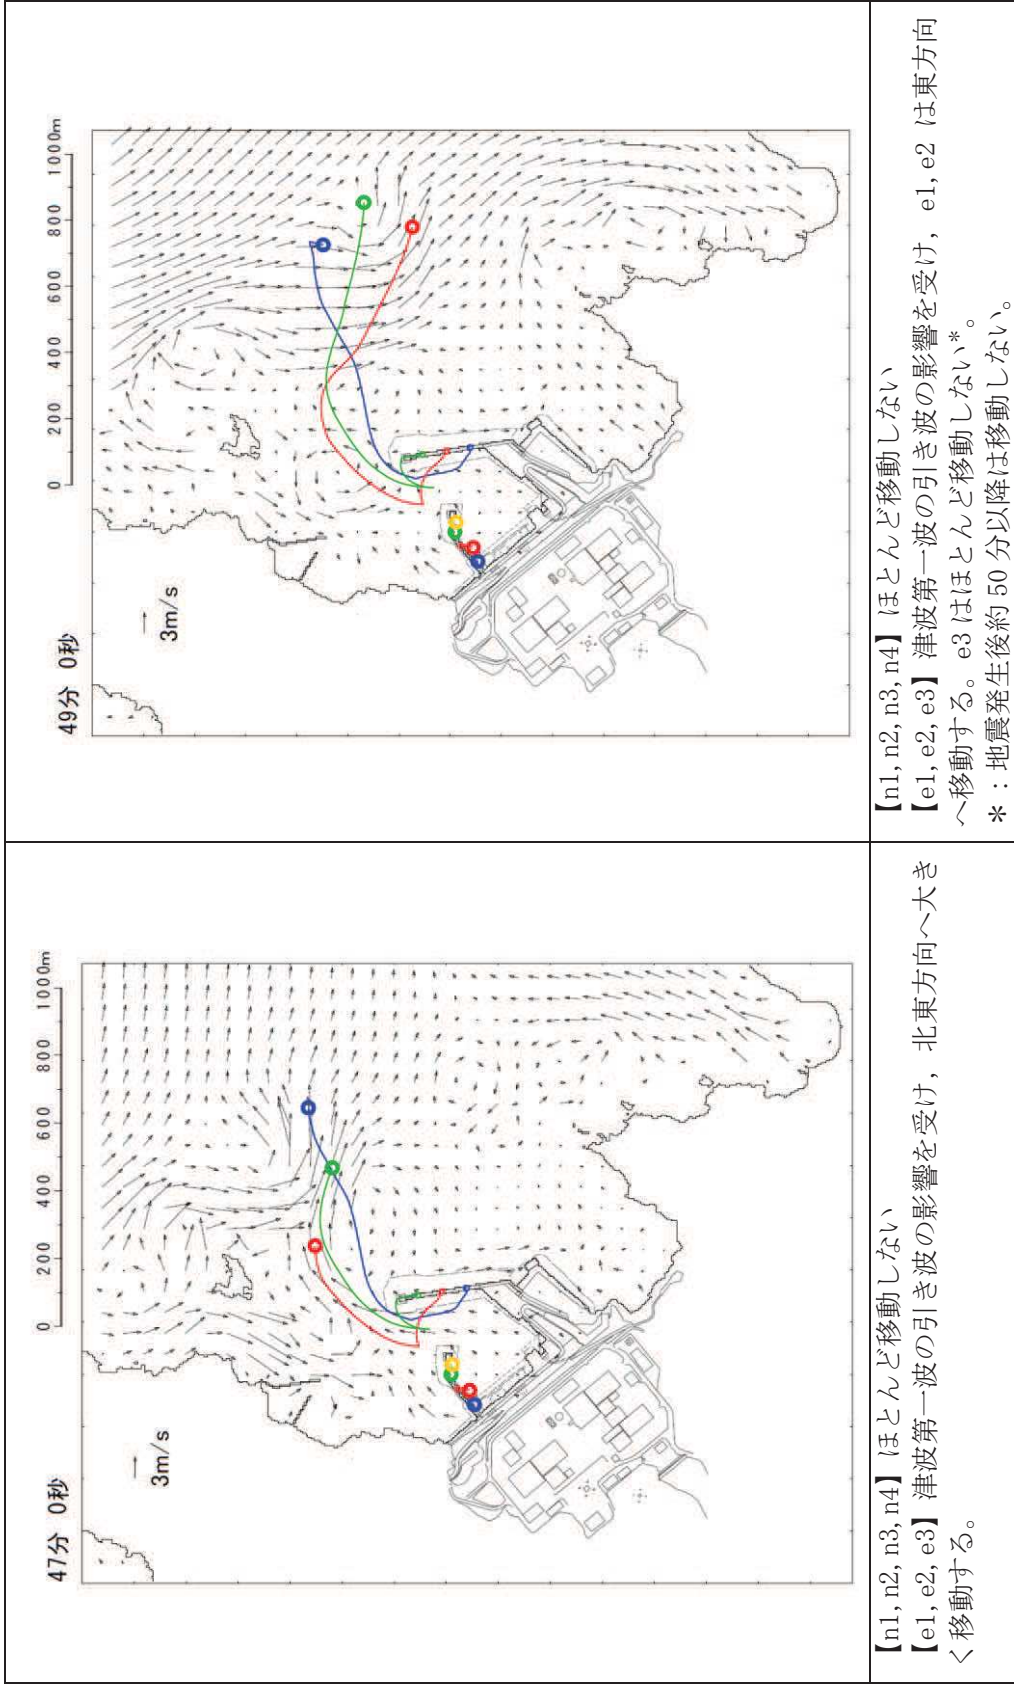 47分 0秒
0 200 400 600 800 1000m
3m/s
【n1,n2,n3,n4】ほとんど移動しない
【e1,e2,e3】津波第一波の引き波の影響を受け，北東方向へ大き
く移動する。
49分 0秒
0 200 400 600 800 1000m
3m/s
【n1,n2,n3,n4】ほとんど移動しない
【e1,e2,e3】津波第一波の引き波の影響を受け，e1,e2 は東方向
へ移動する。e3 はほとんど移動しない*。
＊：地震発生後約 50 分以降は移動しない。